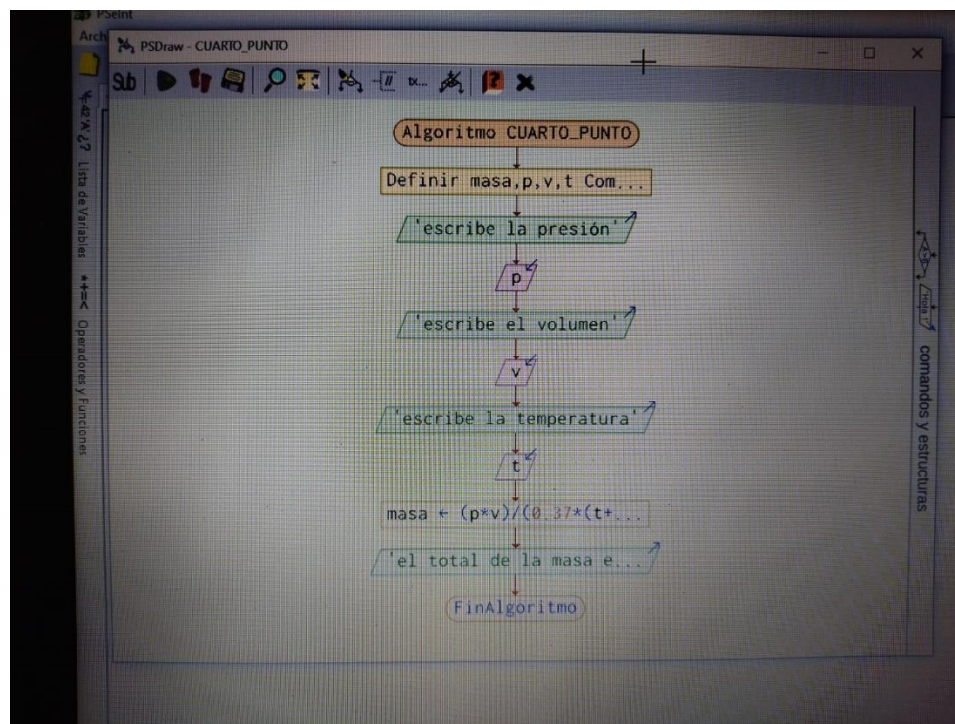 PSeint
Arch
PSDraw - CUARTO_PUNTO
Sub
tx...
Algoritmo CUARTO_PUNTO
Definir masa,p,v,t Com...
'escribe la presión'
p
'escribe el volumen'
v
'escribe la temperatura'
t
masa ← (p*v)/(0.37*(t+...
'el total de la masa e...
FinAlgoritmo
*+=< Operadores y Funciones
Lista de Variables
comandos y estructuras